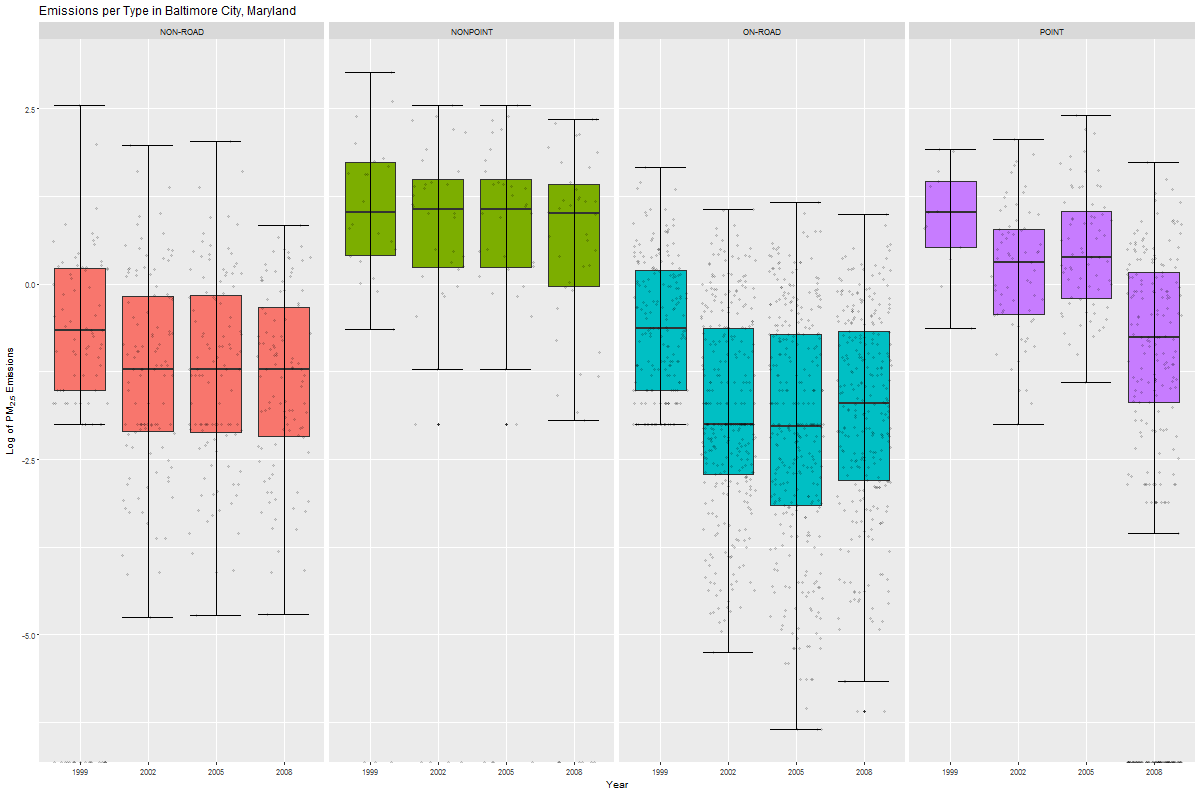 Emissions per Type in Baltimore City, Maryland
NON-ROAD NONPOINT ON-ROAD POINT
Log of PM2.5 Emissions
2.5
0.0
-2.5
-5.0
1999 2002 2005 2008 1999 2002 2005 2008 1999 2002 2005 2008 1999 2002 2005 2008
Year